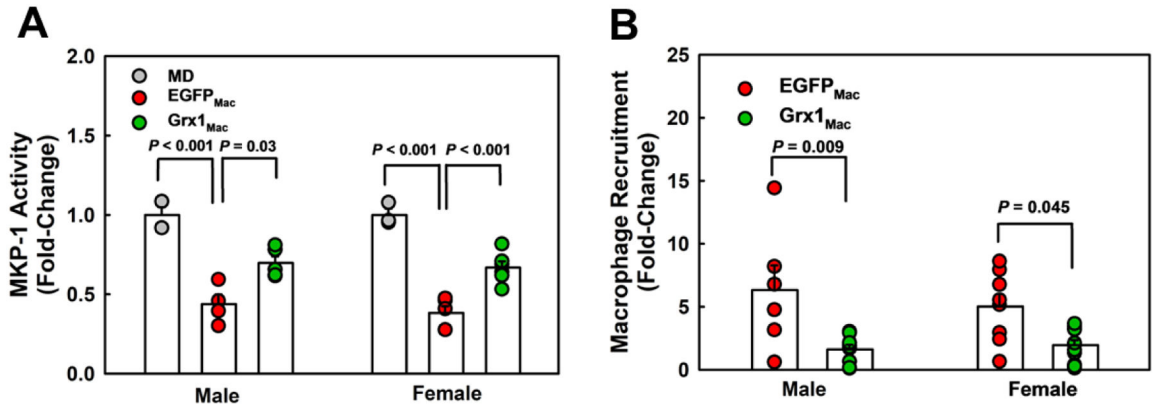 A
MKP-1 Activity
(Fold-Change)
2.0
1.5
1.0
0.5
0.0
MD
EGFPMac
Grx1Mac
P < 0.001
P = 0.03
P < 0.001
P < 0.001
Male
Female
B
Macrophage Recruitment
(Fold-Change)
25
20
15
10
5
0
EGFPMac
Grx1Mac
P = 0.009
P = 0.045
Male
Female